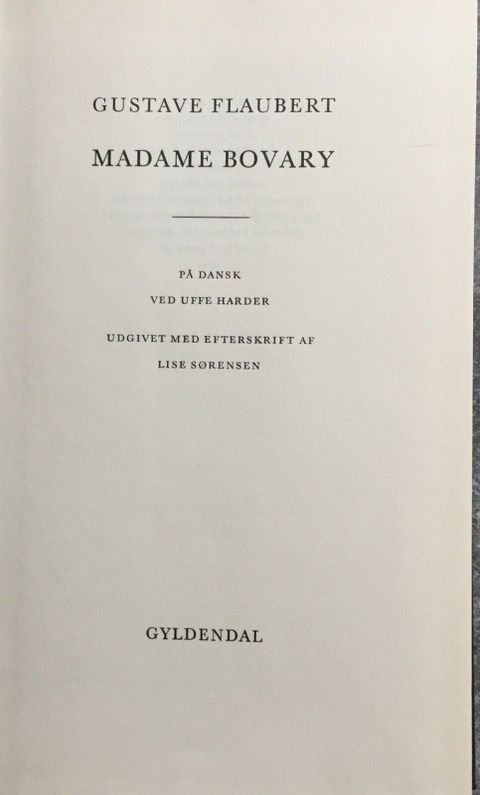 GUSTAVE FLAUBERT
MADAME BOVARY
PÅ DANSK
VED UFFE HARDER
UDGIVET MED EFTERSKRIFT AF
LISE SØRENSEN
GYLDENDAL